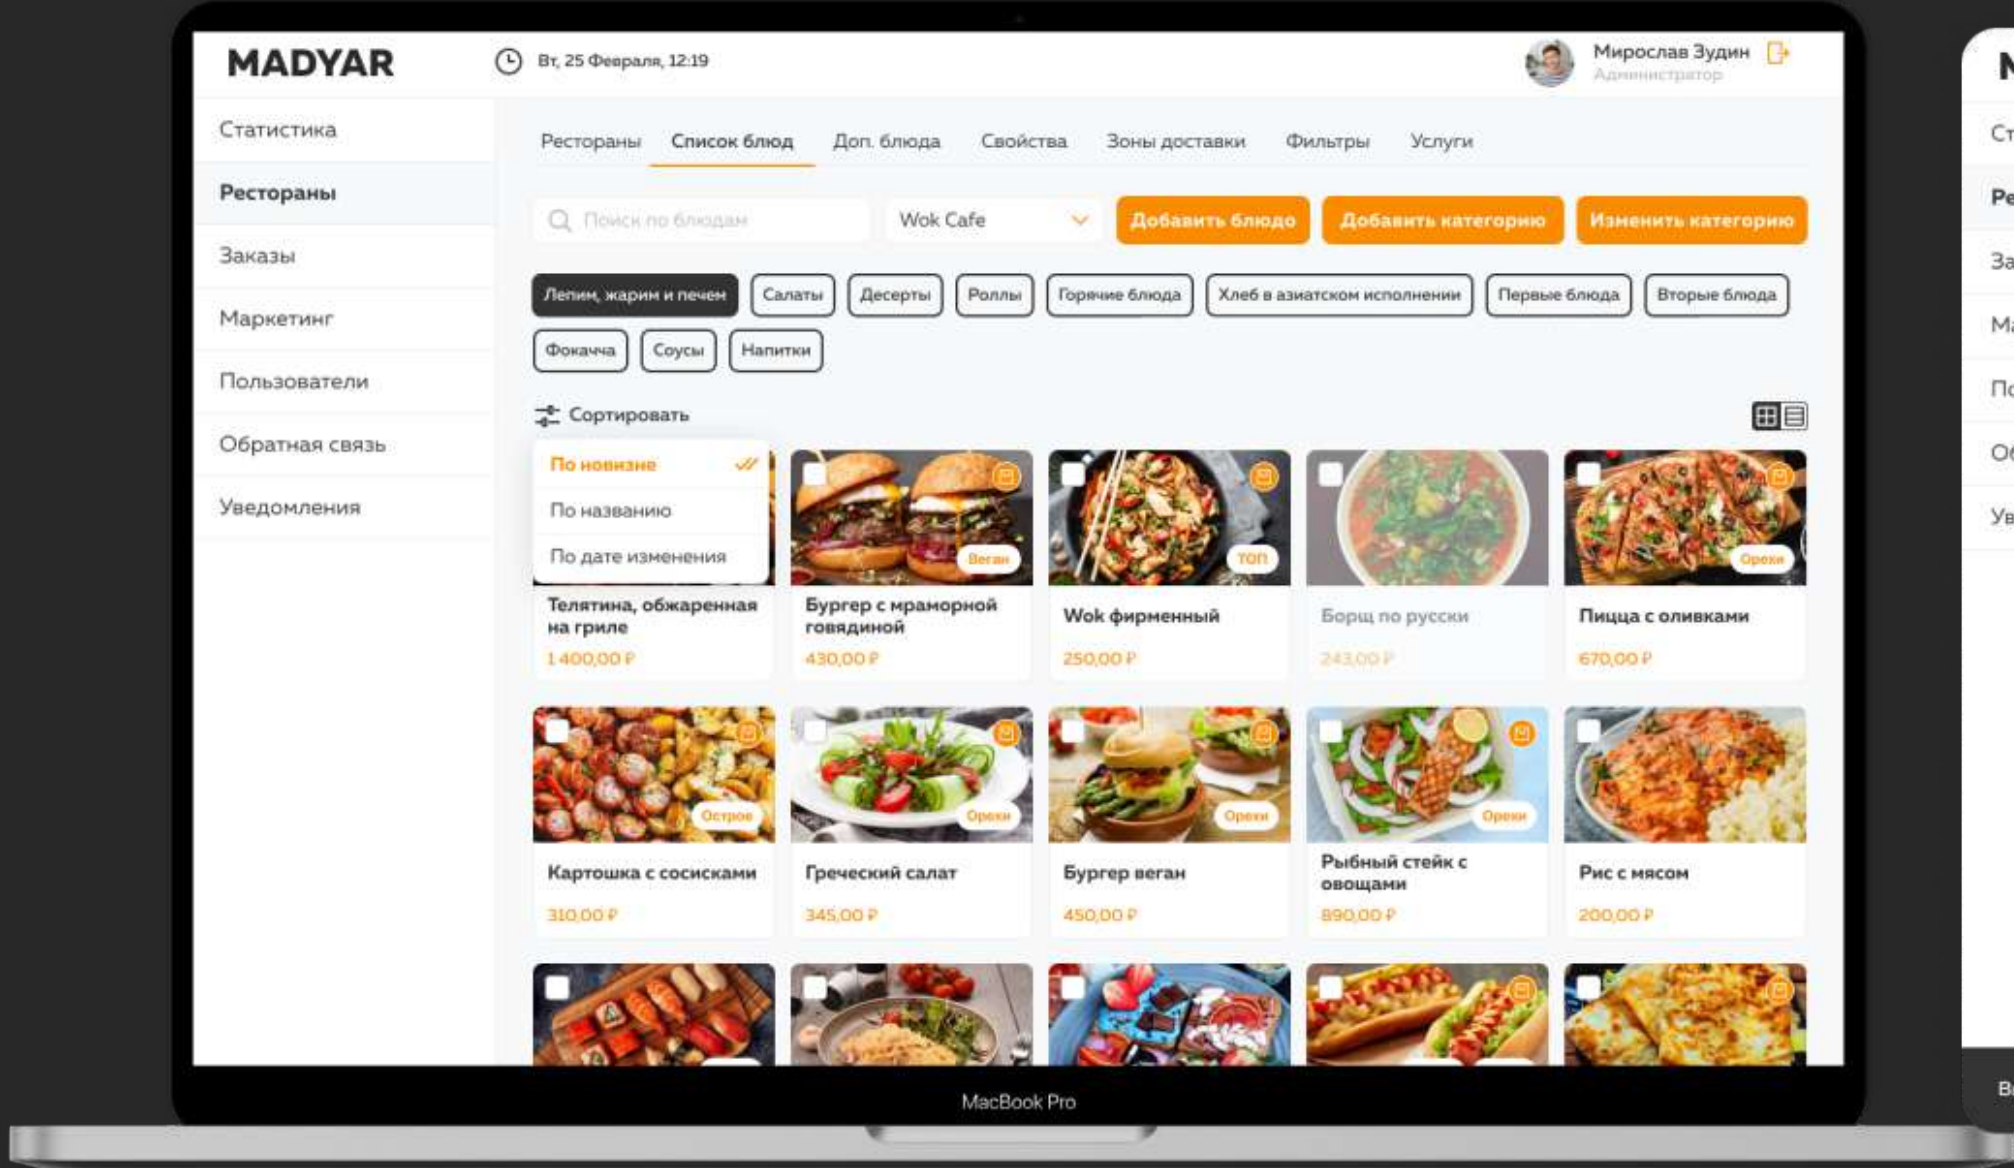 MADYAR
Вт, 25 Февраля, 12:19
Мирослав Зудин
Администратор
Статистика
Рестораны
Заказы
Маркетинг
Пользователи
Обратная связь
Уведомления
Рестораны Список блюд Доп. блюда Свойства Зоны доставки Фильтры Услуги
Поиск по блюдам
Wok Cafe
Добавить блюдо
Добавить категорию
Изменить категорию
Лепим, жарим и печем Салаты Десерты Роллы Горячие блюда Хлеб в азиатском исполнении Первые блюда Вторые блюда
Фокачча Соусы Напитки
Сортировать
По новизне
По названию
По дате изменения
Телятина, обжаренная
на гриле
1 400,00 ₽
Веган
Бургер с мраморной
говядиной
430,00 ₽
ТОП
Wok фирменный
250,00 ₽
Борщ по русски
243,00 ₽
Орехи
Пицца с оливками
670,00 ₽
Острое
Картошка с сосисками
310,00 ₽
Орехи
Греческий салат
345,00 ₽
Орехи
Бургер веган
450,00 ₽
Орехи
Рыбный стейк с
овощами
890,00 ₽
Рис с мясом
200,00 ₽
MacBook Pro